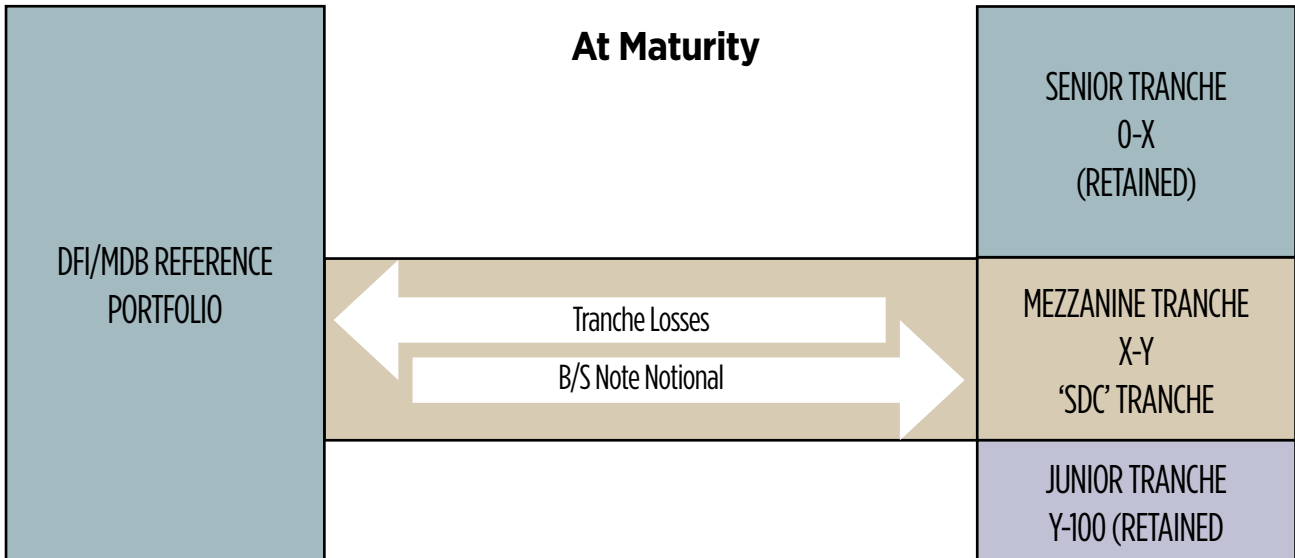 At Maturity
DFI/MDB REFERENCE
PORTFOLIO
Tranche Losses
B/S Note Notional
SENIOR TRANCHE
0-X
(RETAINED)
MEZZANINE TRANCHE
X-Y
‘SDC’ TRANCHE
JUNIOR TRANCHE
Y-100 (RETAINED